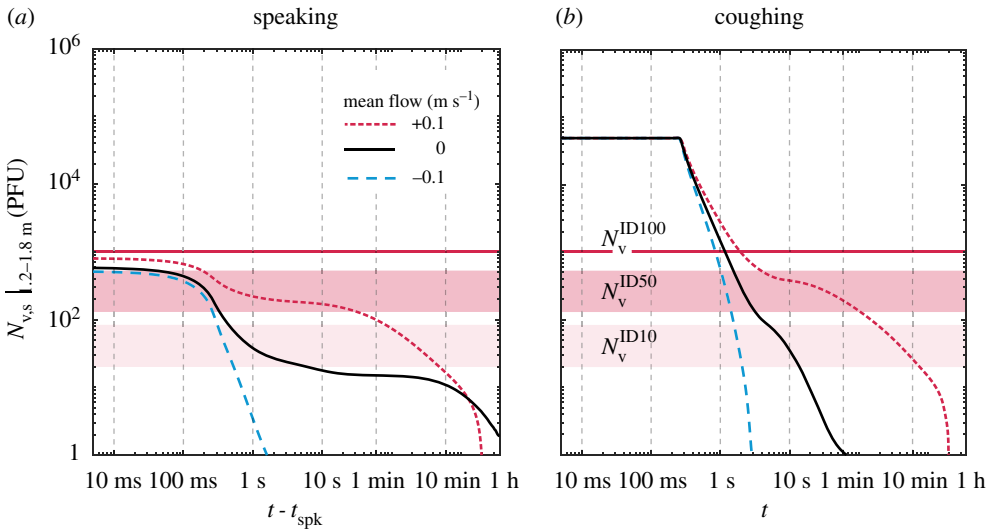 (a) speaking
(b) coughing
N_v,s |1.2–1.8 m (PFU)
10^6
10^4
10^2
1
mean flow (m s^−1)
+0.1
0
−0.1
10 ms 100 ms 1 s 10 s 1 min 10 min 1 h
t - t_spk
N_v^ID100
N_v^ID50
N_v^ID10
10 ms 100 ms 1 s 10 s 1 min 10 min 1 h
t